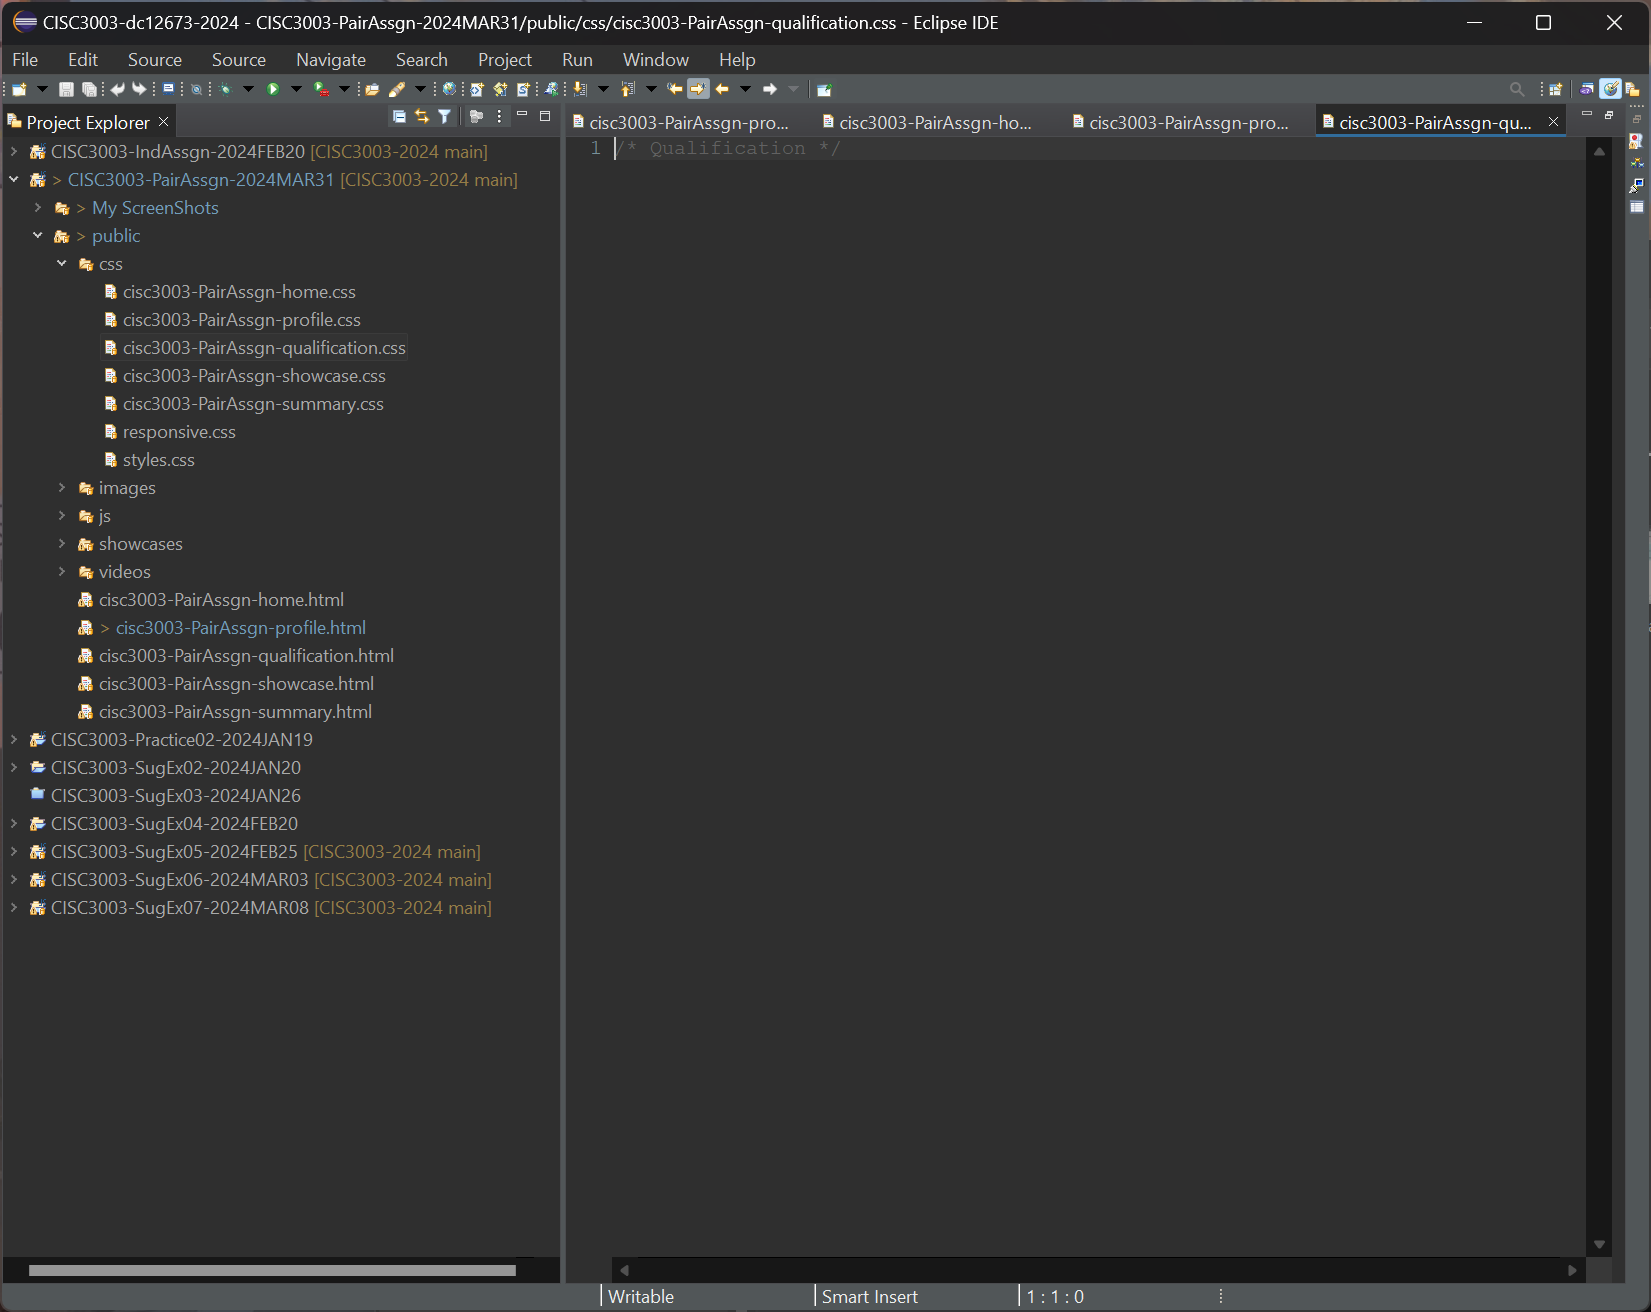 CISC3003-dc12673-2024 - CISC3003-PairAssgn-2024MAR31/public/css/cisc3003-PairAssgn-qualification.css - Eclipse IDE
File Edit Source Source Navigate Search Project Run Window Help
Project Explorer
cisc3003-PairAssgn-pro... cisc3003-PairAssgn-ho... cisc3003-PairAssgn-pro... cisc3003-PairAssgn-qu...
1 /* Qualification */
CISC3003-IndAssgn-2024FEB20 [CISC3003-2024 main]
> CISC3003-PairAssgn-2024MAR31 [CISC3003-2024 main]
> My ScreenShots
> public
css
cisc3003-PairAssgn-home.css
cisc3003-PairAssgn-profile.css
cisc3003-PairAssgn-qualification.css
cisc3003-PairAssgn-showcase.css
cisc3003-PairAssgn-summary.css
responsive.css
styles.css
images
js
showcases
videos
cisc3003-PairAssgn-home.html
> cisc3003-PairAssgn-profile.html
cisc3003-PairAssgn-qualification.html
cisc3003-PairAssgn-showcase.html
cisc3003-PairAssgn-summary.html
CISC3003-Practice02-2024JAN19
CISC3003-SugEx02-2024JAN20
CISC3003-SugEx03-2024JAN26
CISC3003-SugEx04-2024FEB20
CISC3003-SugEx05-2024FEB25 [CISC3003-2024 main]
CISC3003-SugEx06-2024MAR03 [CISC3003-2024 main]
CISC3003-SugEx07-2024MAR08 [CISC3003-2024 main]
Writable Smart Insert 1 : 1 : 0